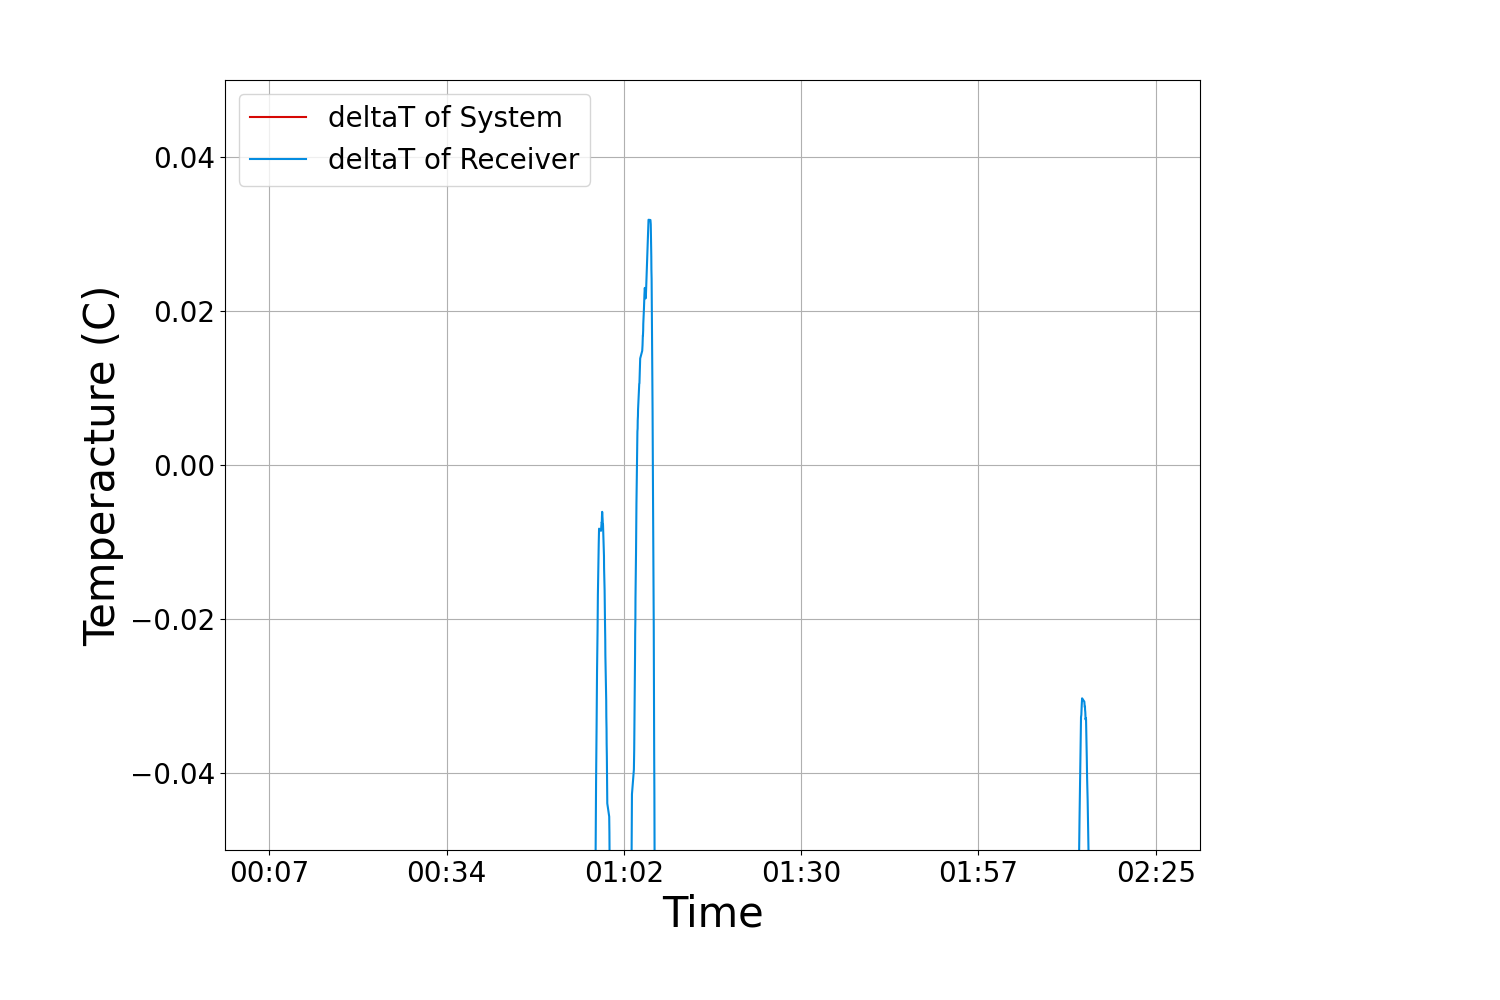 deltaT of System
deltaT of Receiver
0.04
0.02
0.00
−0.02
−0.04
Temperacture (C)
00:07 00:34 01:02 01:30 01:57 02:25
Time